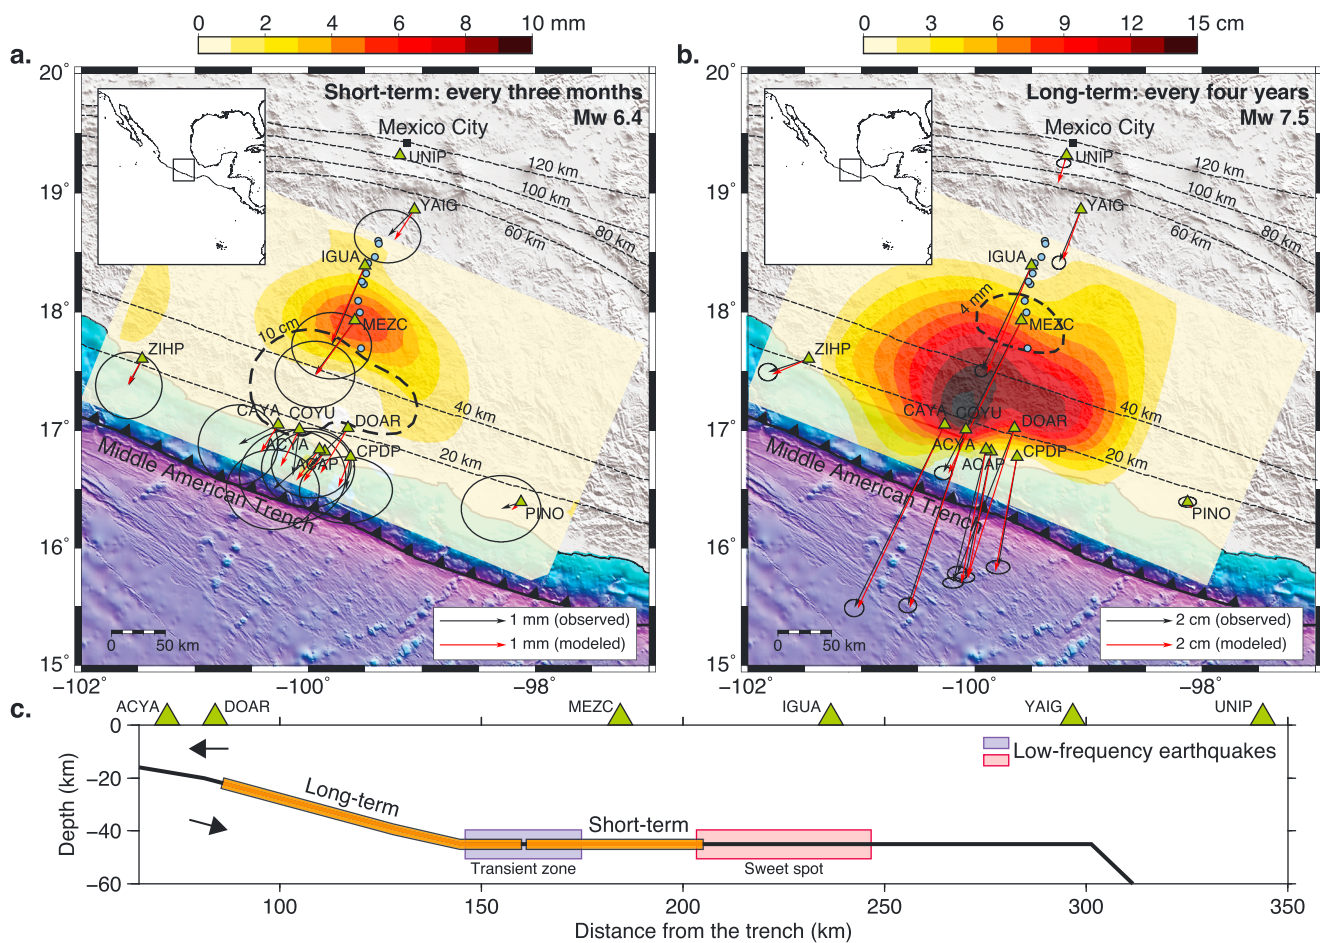 0 2 4 6 8 10 mm
a.
20°
Short-term: every three months
Mw 6.4
Mexico City
UNIP
120 km
100 km
80 km
60 km
19°
YAIG
IGUA
18°
MEZC
10 cm
ZIHP
40 km
CAYA COYU DOAR
17°
ACYA
ACAP
CPDP
20 km
Middle American Trench
PINO
16°
1 mm (observed)
1 mm (modeled)
0 50 km
15°
−102° −100° −98°
0 3 6 9 12 15 cm
b.
20°
Long-term: every four years
Mw 7.5
Mexico City
UNIP
120 km
100 km
80 km
60 km
19°
YAIG
IGUA
18°
4 mm
MEZC
ZIHP
40 km
CAYA COYU DOAR
17°
ACYA
ACAP
CPDP
20 km
Middle American Trench
PINO
16°
2 cm (observed)
2 cm (modeled)
0 50 km
15°
−102° −100° −98°
c.
ACYA DOAR MEZC IGUA YAIG UNIP
0
−20
−40
−60
Depth (km)
Low-frequency earthquakes
Long-term
Short-term
Transient zone
Sweet spot
100 150 200 250 300 350
Distance from the trench (km)